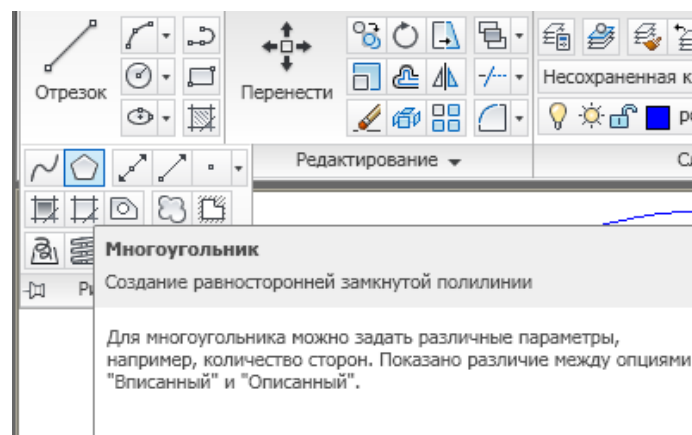 Отрезок
Перенести
Несохраненная к
Редактирование
Многоугольник
Создание равносторонней замкнутой полилинии
Для многоугольника можно задать различные параметры,
например, количество сторон. Показано различие между опциями
"Вписанный" и "Описанный".